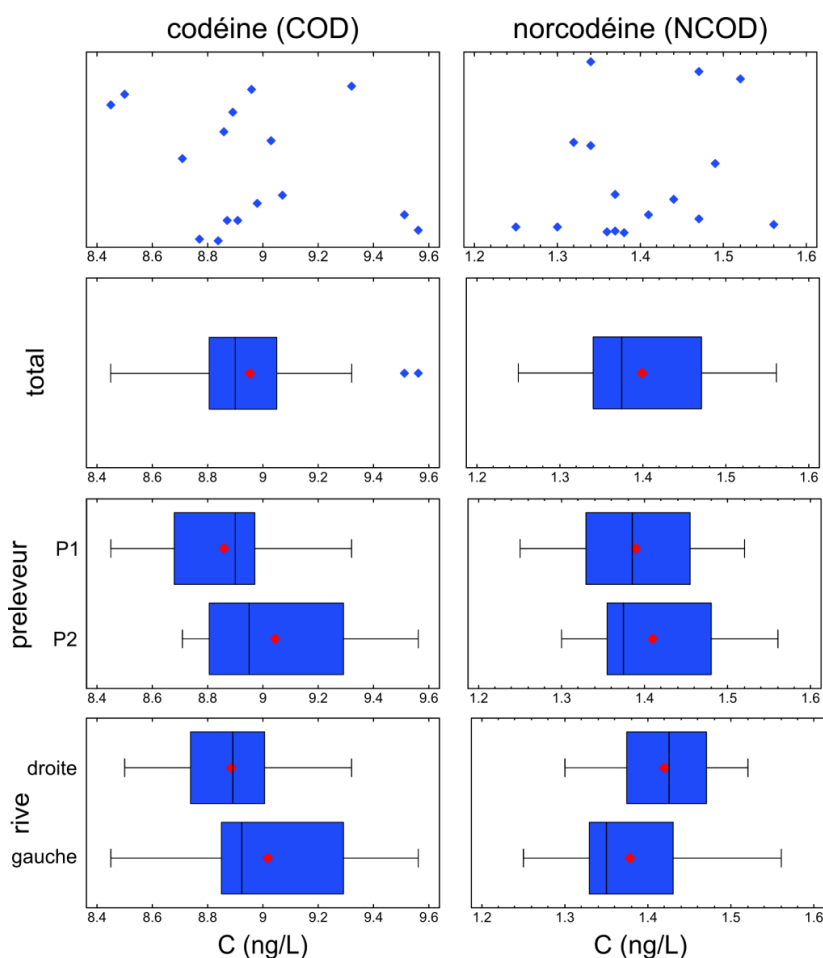 codéine (COD)
norcodéine (NCOD)
8.4 8.6 8.8 9 9.2 9.4 9.6
1.2 1.3 1.4 1.5 1.6
total
8.4 8.6 8.8 9 9.2 9.4 9.6
1.2 1.3 1.4 1.5 1.6
preleveur
P1
P2
8.4 8.6 8.8 9 9.2 9.4 9.6
1.2 1.3 1.4 1.5 1.6
rive
droite
gauche
8.4 8.6 8.8 9 9.2 9.4 9.6
1.2 1.3 1.4 1.5 1.6
C (ng/L)
C (ng/L)